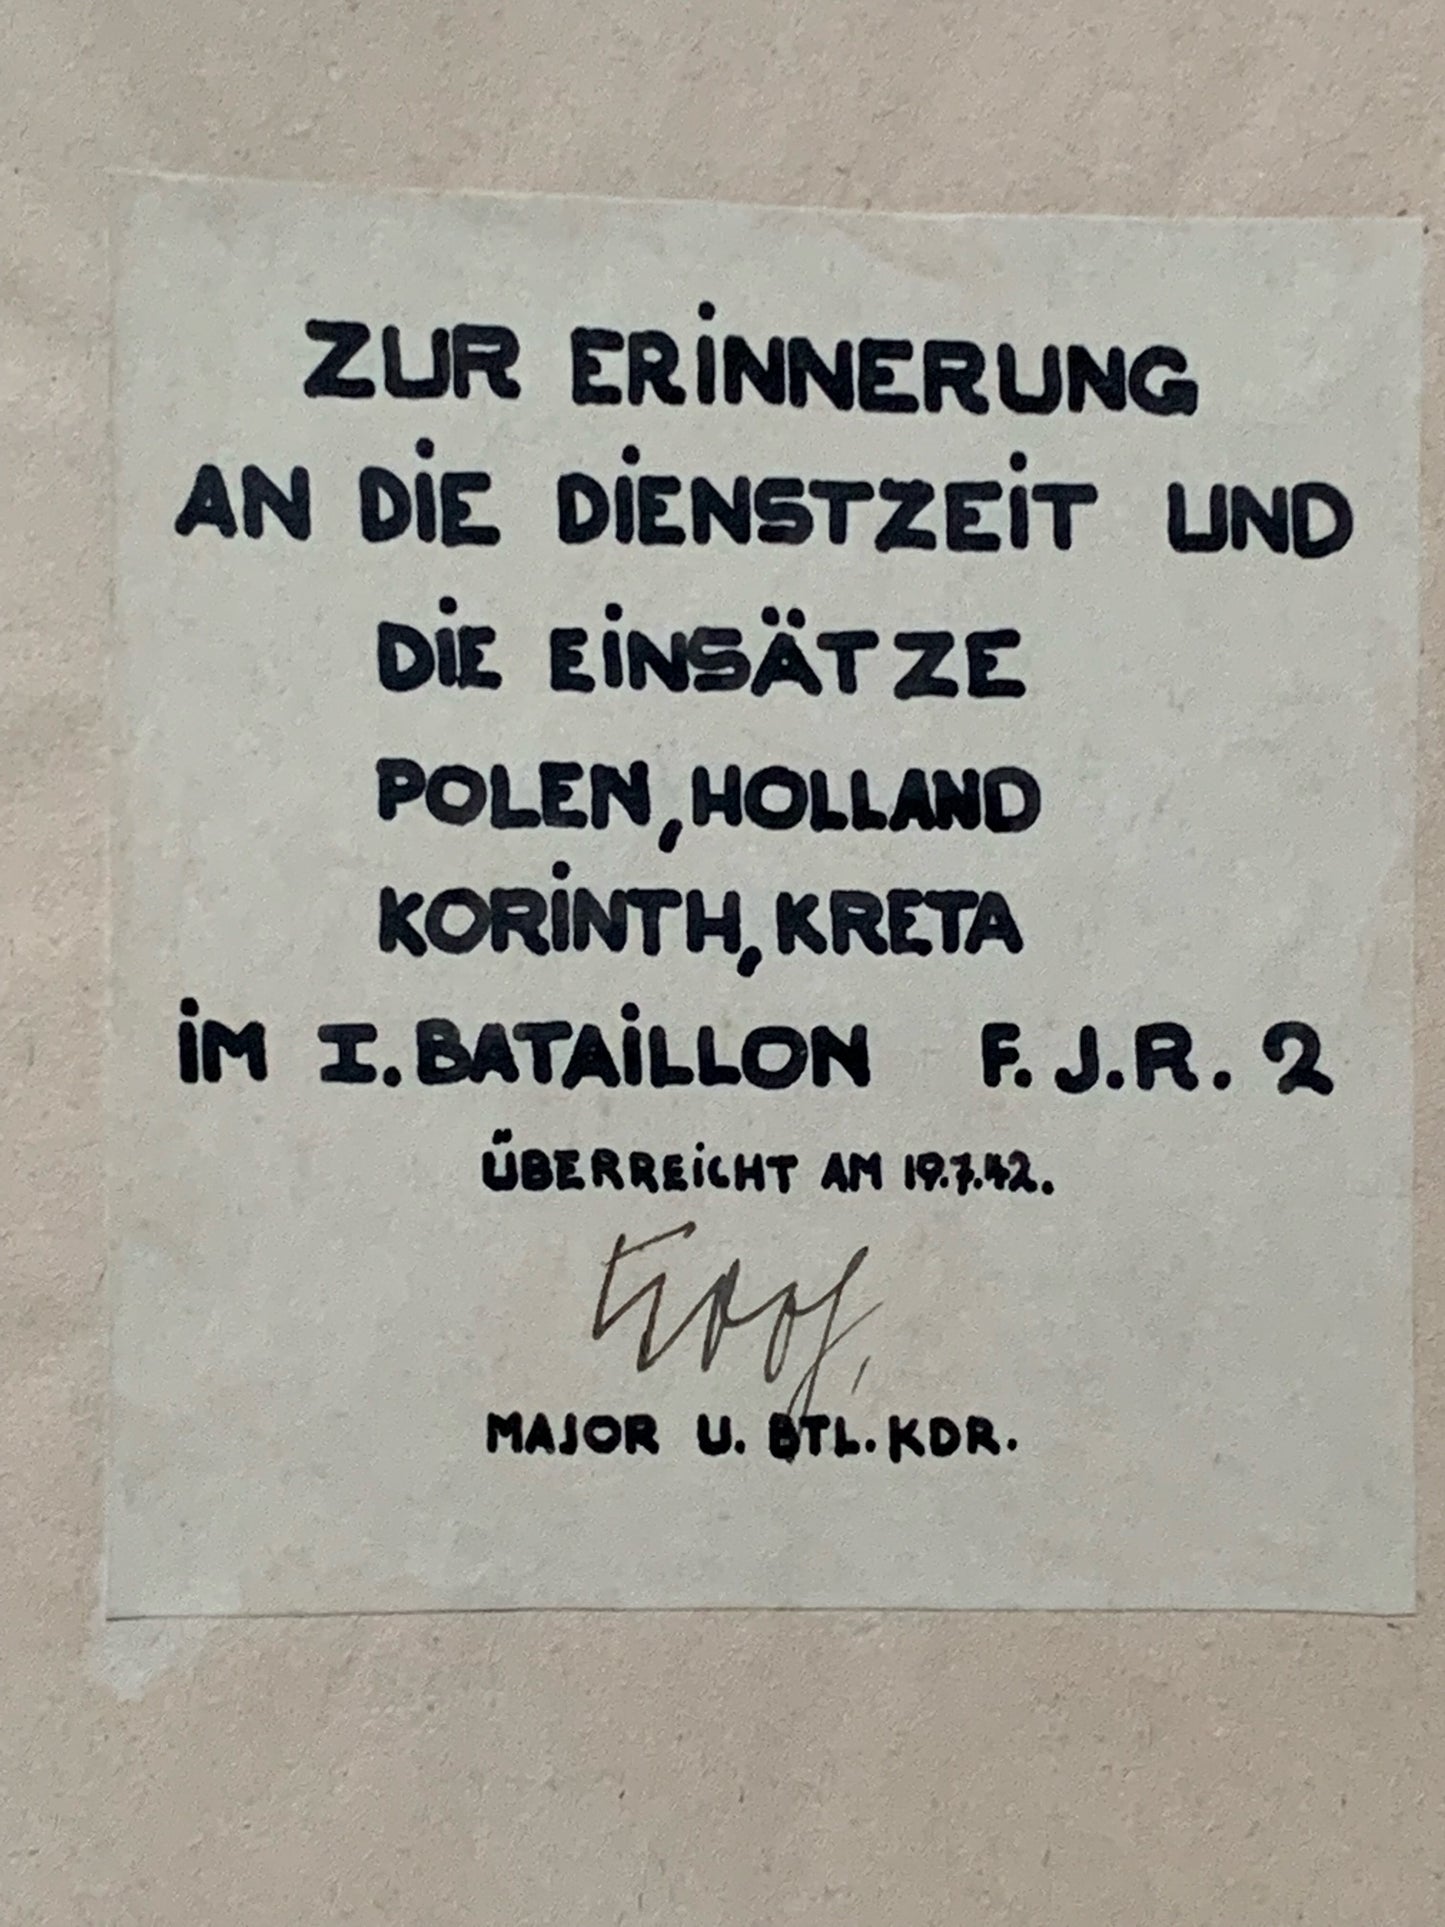 ZUR ERINNERUNG
AN DIE DIENSTZEIT UND
DIE EINSÄTZE
POLEN, HOLLAND
KORINTH, KRETA
IM I. BATAILLON F.J.R. 2
ÜBERREICHT AM 19.7.42.
MAJOR U. BTL. KDR.